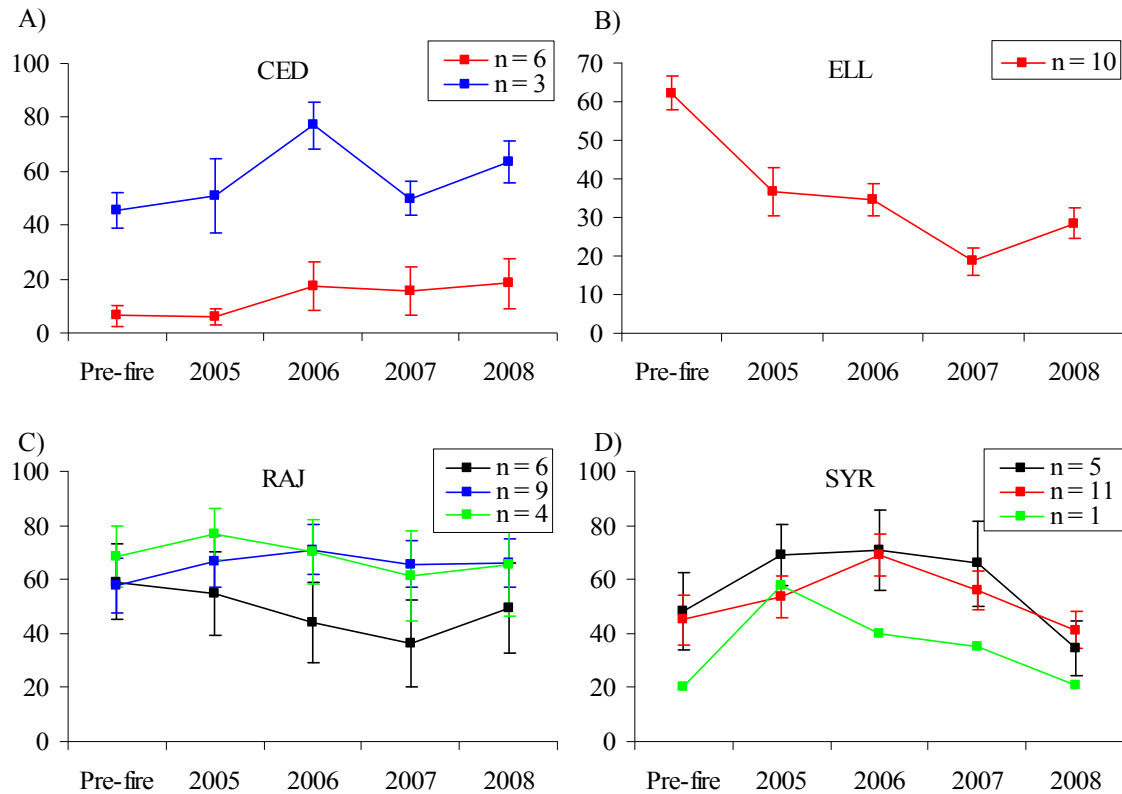 A)
CED
n = 6
n = 3
100
80
60
40
20
0
Pre-fire 2005 2006 2007 2008
B)
ELL
n = 10
70
60
50
40
30
20
10
0
Pre-fire 2005 2006 2007 2008
C)
RAJ
n = 6
n = 9
n = 4
100
80
60
40
20
0
Pre-fire 2005 2006 2007 2008
D)
SYR
n = 5
n = 11
n = 1
100
80
60
40
20
0
Pre-fire 2005 2006 2007 2008